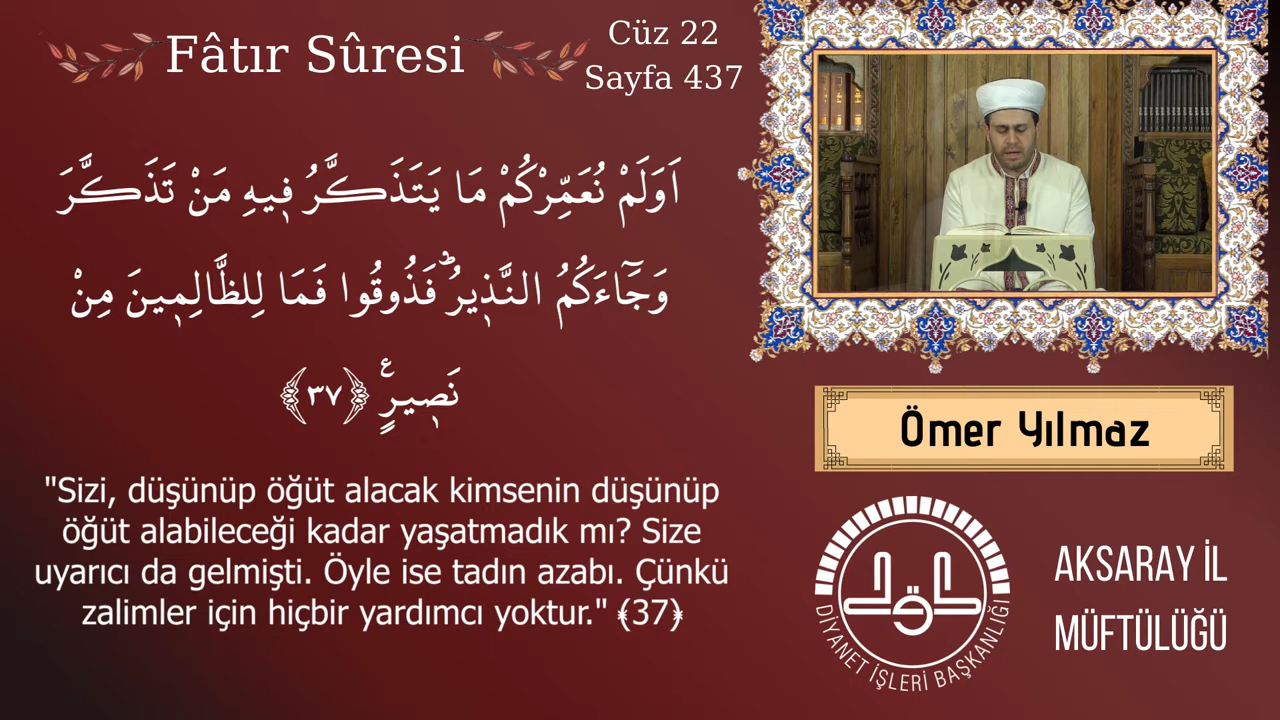 Fâtır Sûresi
Cüz 22
Sayfa 437
اَوَلَمْ نُعَمِّرْكُمْ مَا يَتَذَكَّرُ ف۪يهِ مَنْ تَذَكَّرَ
وَجَٓاءَكُمُ النَّذ۪يرُۜ فَذُوقُوا فَمَا لِلظَّالِم۪ينَ مِنْ
نَص۪يرٍ۟ ﴿٣٧﴾
"Sizi, düşünüp öğüt alacak kimsenin düşünüp
öğüt alabileceği kadar yaşatmadık mı? Size
uyarıcı da gelmişti. Öyle ise tadın azabı. Çünkü
zalimler için hiçbir yardımcı yoktur." ﴾37﴿
Ömer Yılmaz
DİYANET İŞLERİ BAŞKANLIĞI
AKSARAY İL
MÜFTÜLÜĞÜ